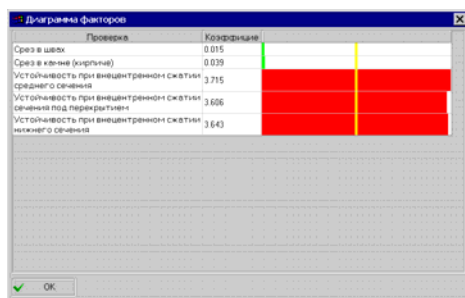 Диаграмма факторов
Проверка Коэффицие
Срез в швах 0.015
Срез в камне (кирпиче) 0.039
Устойчивость при внецентренном сжатии
среднего сечения 3.715
Устойчивость при внецентренном сжатии
сечения под перекрытием 3.686
Устойчивость при внецентренном сжатии
нижнего сечения 3.643
OK